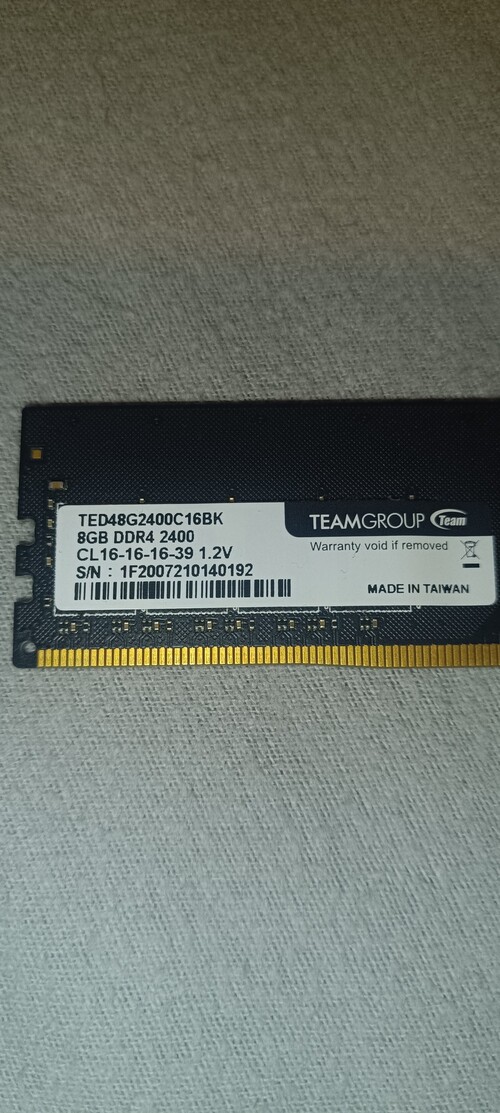 TED48G2400C16BK
8GB DDR4 2400
CL16-16-16-39 1.2V
S/N : 1F2007210140192
TEAMGROUP Team
Warranty void if removed
MADE IN TAIWAN